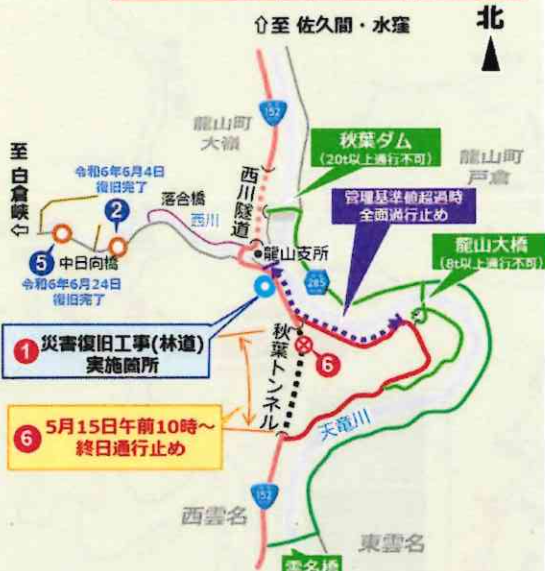 ⇧至 佐久間・水窪
北
152
龍山町
大嶺
秋葉ダム
(20t以上通行不可)
龍山町
戸倉
至 白倉峡
⇦
令和6年6月4日
復旧完了
2
落合橋
西川
西川隧道
管理基準値超過時
全面通行止め
龍山大橋
(8t以上通行不可)
5
中日向橋
令和6年6月24日
復旧完了
龍山支所
285
1 災害復旧工事(林道)
実施箇所
秋葉トンネル
6
6 5月15日午前10時～
終日通行止め
天竜川
152
西雲名
東雲名
雲名橋